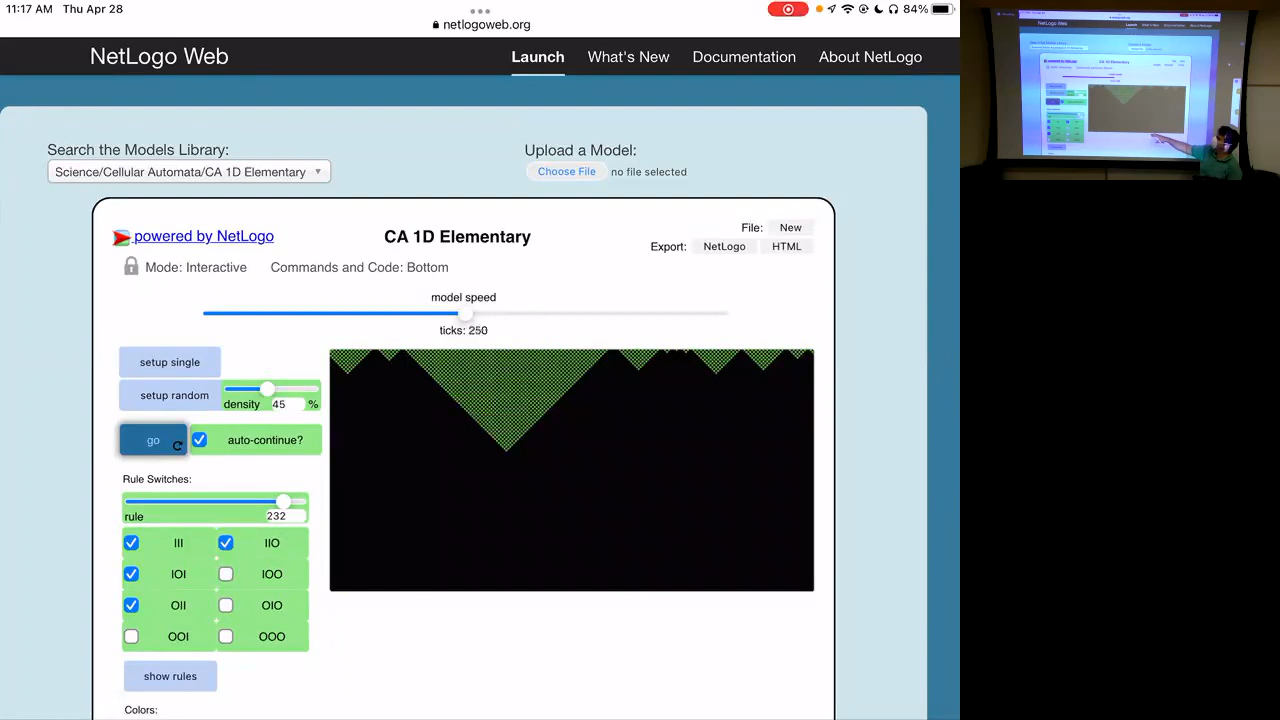 11:17 AM Thu Apr 28
84%
netlogoweb.org
NetLogo Web
Launch What's New Documentation About NetLogo
Search the Models Library: Upload a Model:
Science/Cellular Automata/CA 1D Elementary Choose File no file selected
powered by NetLogo CA 1D Elementary File: New
Export: NetLogo HTML
Mode: Interactive Commands and Code: Bottom
model speed
ticks: 250
setup single
setup random
density 45 %
go auto-continue?
Rule Switches:
rule 232
III IIO
IOI IOO
OII OIO
OOI OOO
show rules
Colors: